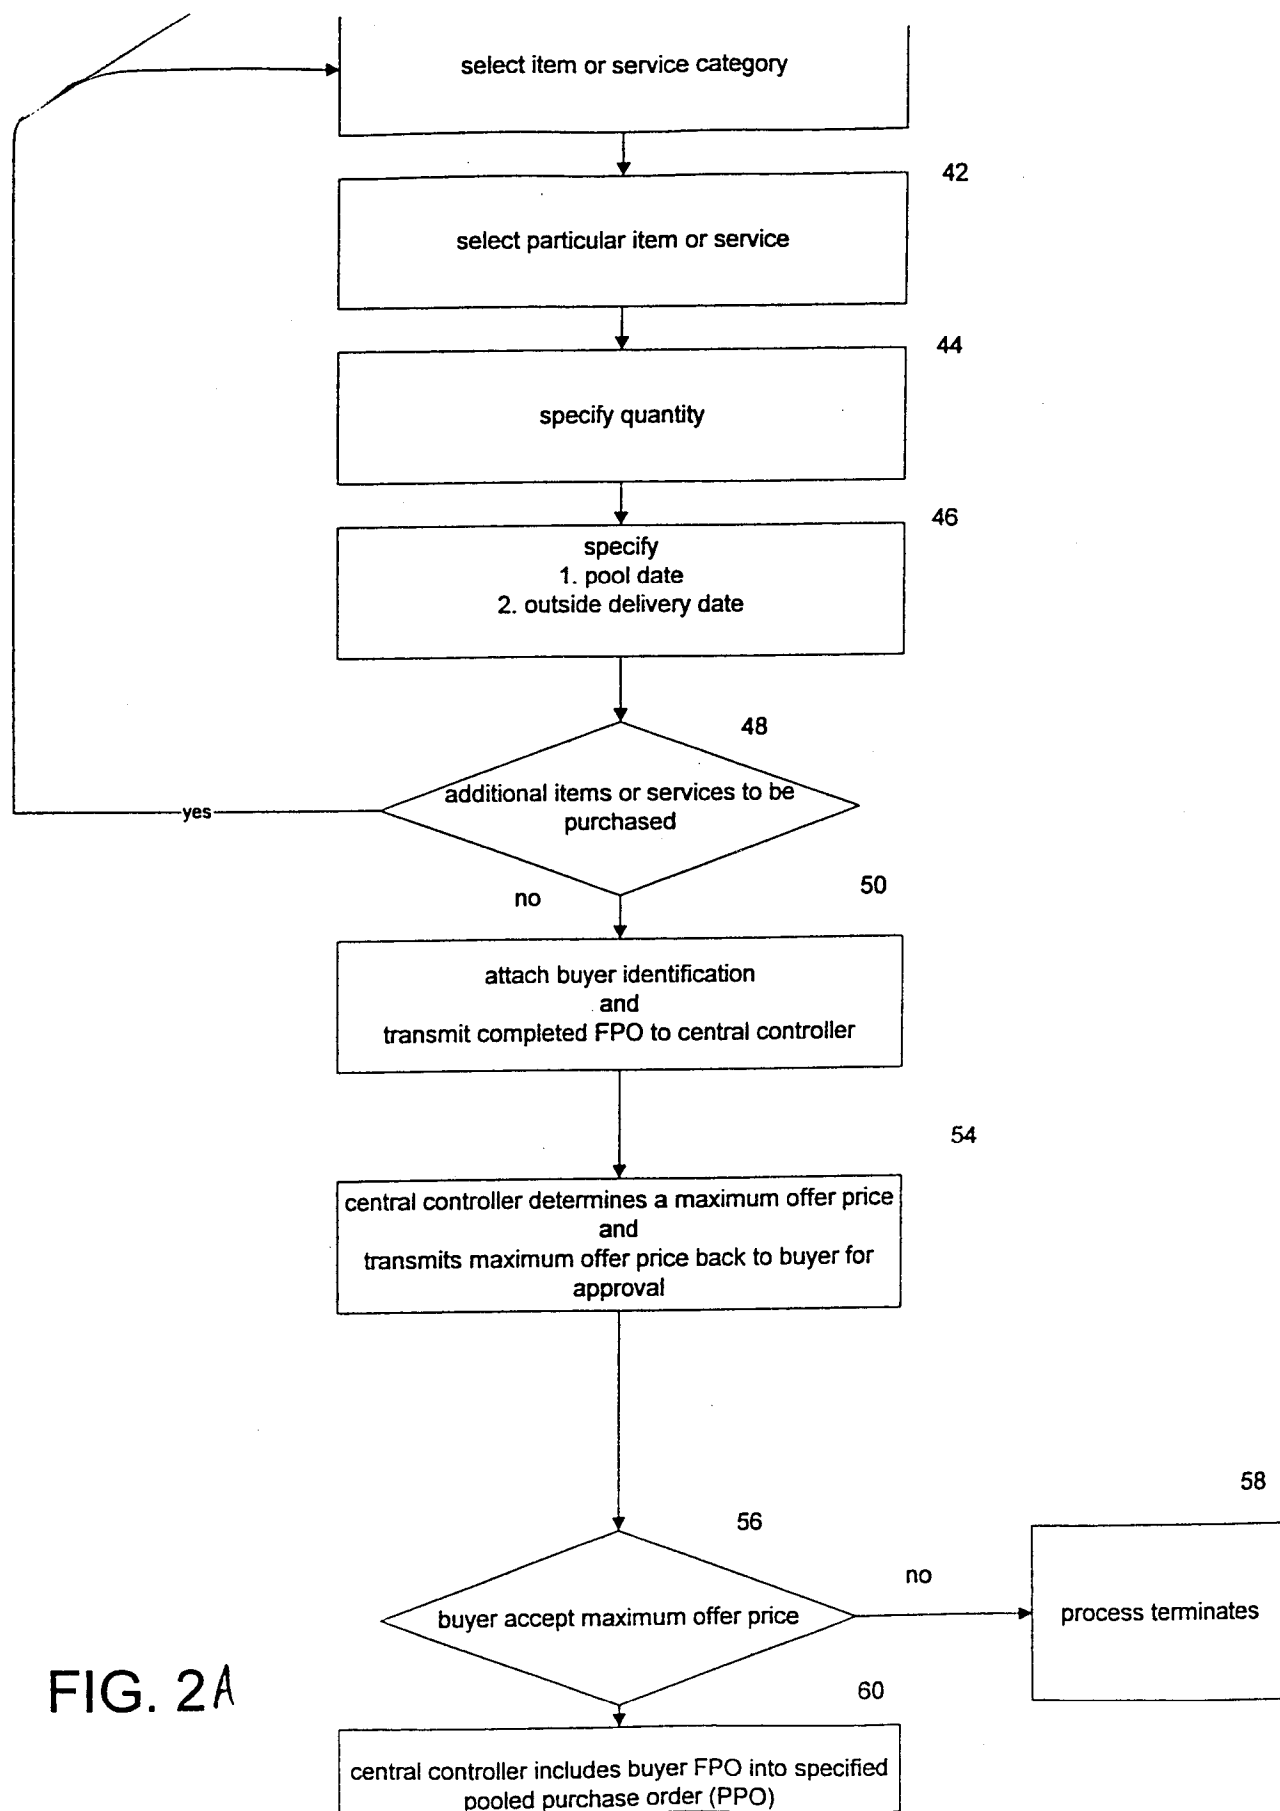 select item or service category
42
select particular item or service
44
specify quantity
46
specify
1. pool date
2. outside delivery date
48
additional items or services to be
purchased
yes
no
50
attach buyer identification
and
transmit completed FPO to central controller
54
central controller determines a maximum offer price
and
transmits maximum offer price back to buyer for
approval
58
56
no
buyer accept maximum offer price
process terminates
FIG. 2A
60
central controller includes buyer FPO into specified
pooled purchase order (PPO)